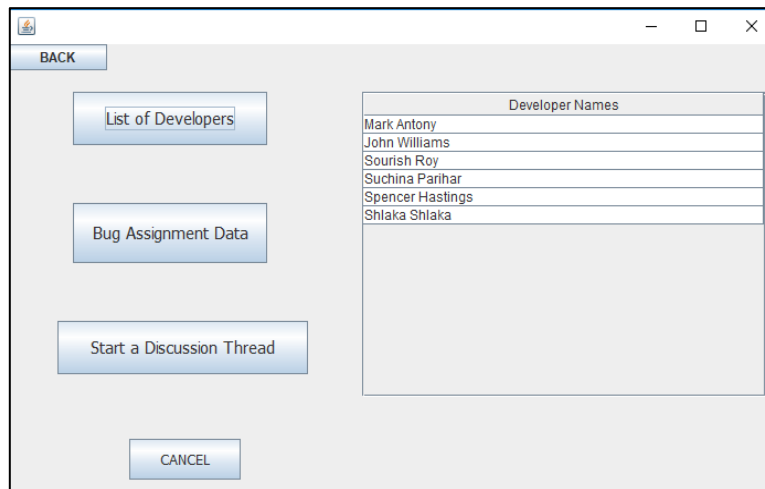 BACK
List of Developers
Bug Assignment Data
Start a Discussion Thread
CANCEL
Developer Names
Mark Antony
John Williams
Sourish Roy
Suchina Parihar
Spencer Hastings
Shlaka Shlaka